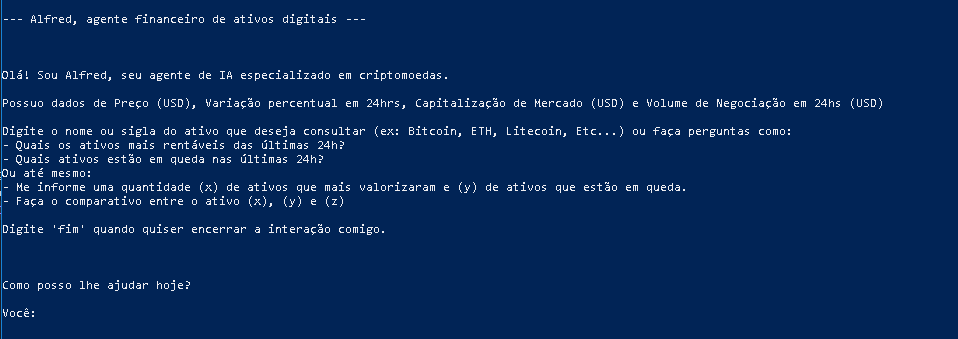 --- Alfred, agente financeiro de ativos digitais ---
Olá! Sou Alfred, seu agente de IA especializado em criptomoedas.
Possuo dados de Preço (USD), Variação percentual em 24hrs, Capitalização de Mercado (USD) e Volume de Negociação em 24hs (USD)
Digite o nome ou sigla do ativo que deseja consultar (ex: Bitcoin, ETH, Litecoin, Etc...) ou faça perguntas como:
- Quais os ativos mais rentáveis das últimas 24h?
- Quais ativos estão em queda nas últimas 24h?
Ou até mesmo:
- Me informe uma quantidade (x) de ativos que mais valorizaram e (y) de ativos que estão em queda.
- Faça o comparativo entre o ativo (x), (y) e (z)
Digite 'fim' quando quiser encerrar a interação comigo.
Como posso lhe ajudar hoje?
Você: